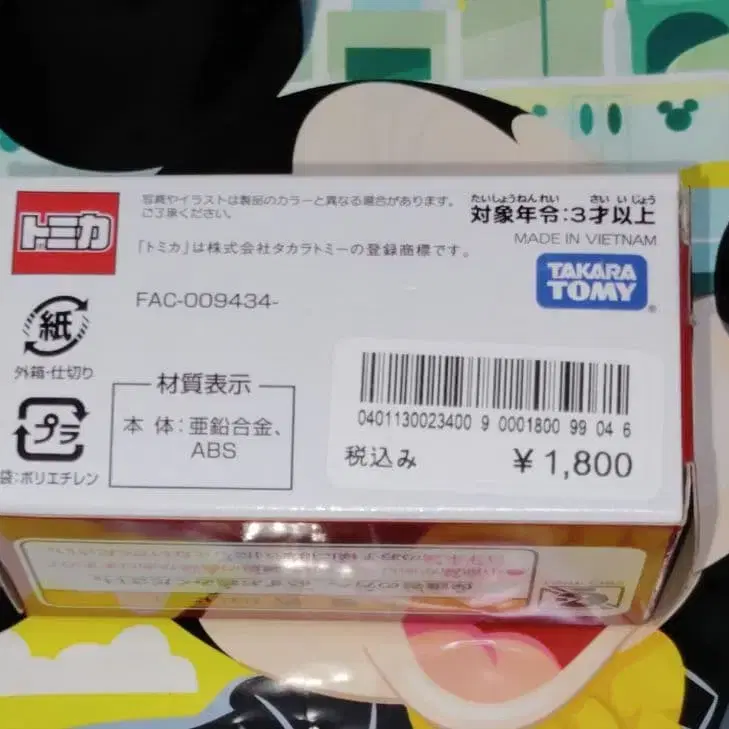 トミカ
写真やイラストは製品のカラーと異なる場合があります。
ご了承ください。
「トミカ」は株式会社タカラトミーの登録商標です。
たいしょうねんれい さい いじょう
対象年令:3才以上
MADE IN VIETNAM
TAKARA
TOMY
®
FAC-009434-
紙
外箱・仕切り
プラ
袋:ポリエチレン
材質表示
本 体:亜鉛合金、
ABS
0401130023400 9 0001800 99 04 6
税込み ¥1,800